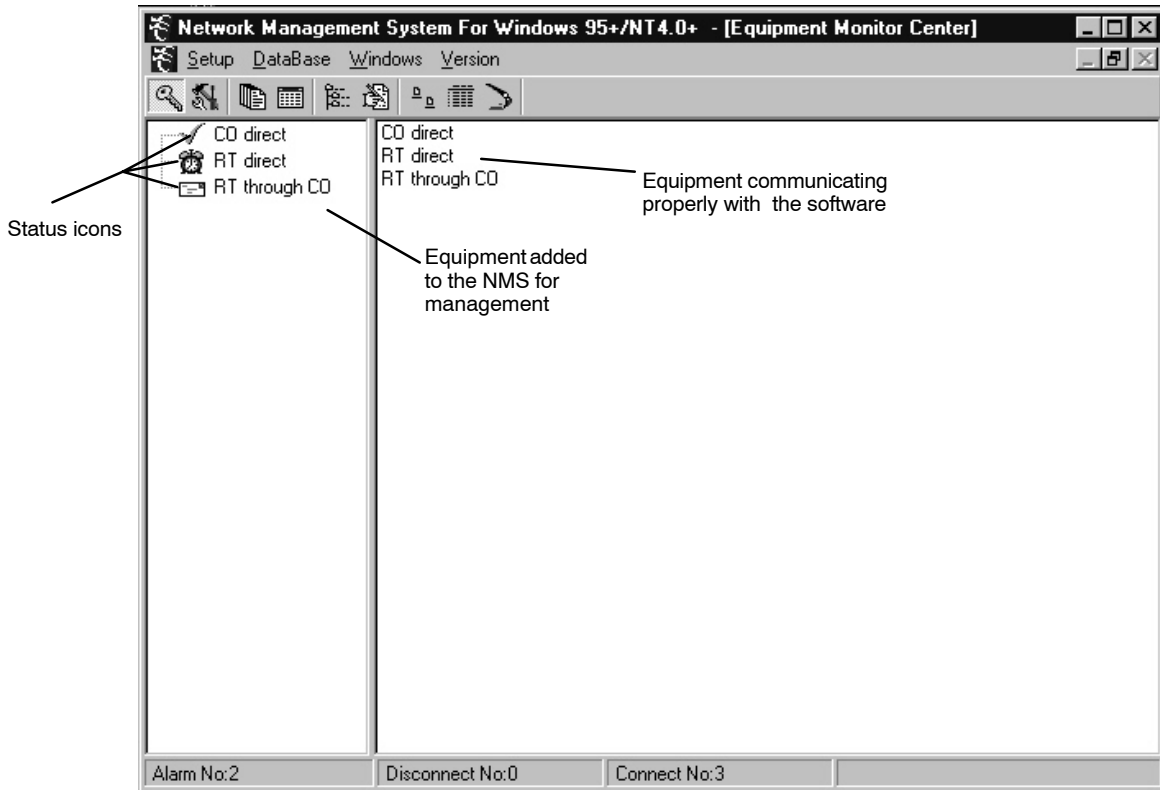 Network Management System For Windows 95+/NT4.0+ - [Equipment Monitor Center]
Setup DataBase Windows Version
CO direct
RT direct
RT through CO
CO direct
RT direct
RT through CO
Status icons
Equipment communicating
properly with the software
Equipment added
to the NMS for
management
Alarm No:2 Disconnect No:0 Connect No:3